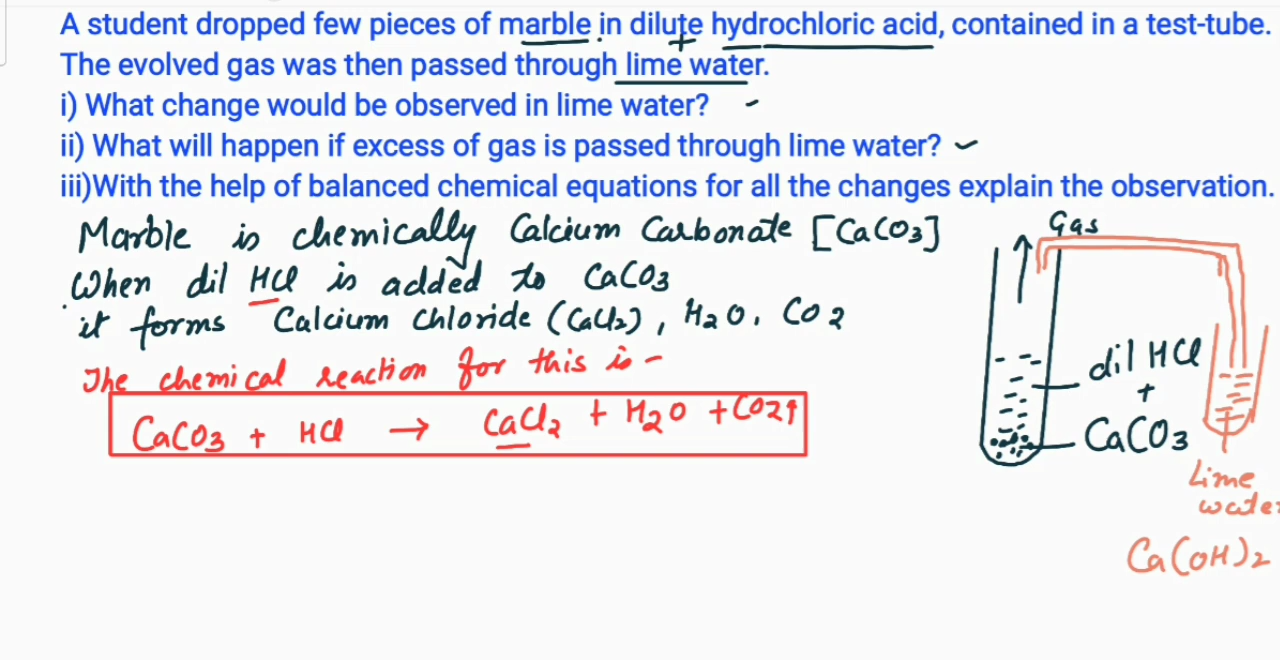 A student dropped few pieces of marble in dilute hydrochloric acid, contained in a test-tube.
The evolved gas was then passed through lime water.
i) What change would be observed in lime water?
ii) What will happen if excess of gas is passed through lime water?
iii)With the help of balanced chemical equations for all the changes explain the observation.
Marble is chemically Calcium Carbonate [CaCO3]
When dil HCl is added to CaCO3
it forms Calcium Chloride (CaCl2), H2O, CO2
The chemical reaction for this is -
CaCO3 + HCl → CaCl2 + H2O + CO2↑
Gas
dil HCl
+
CaCO3
Lime
water
Ca(OH)2